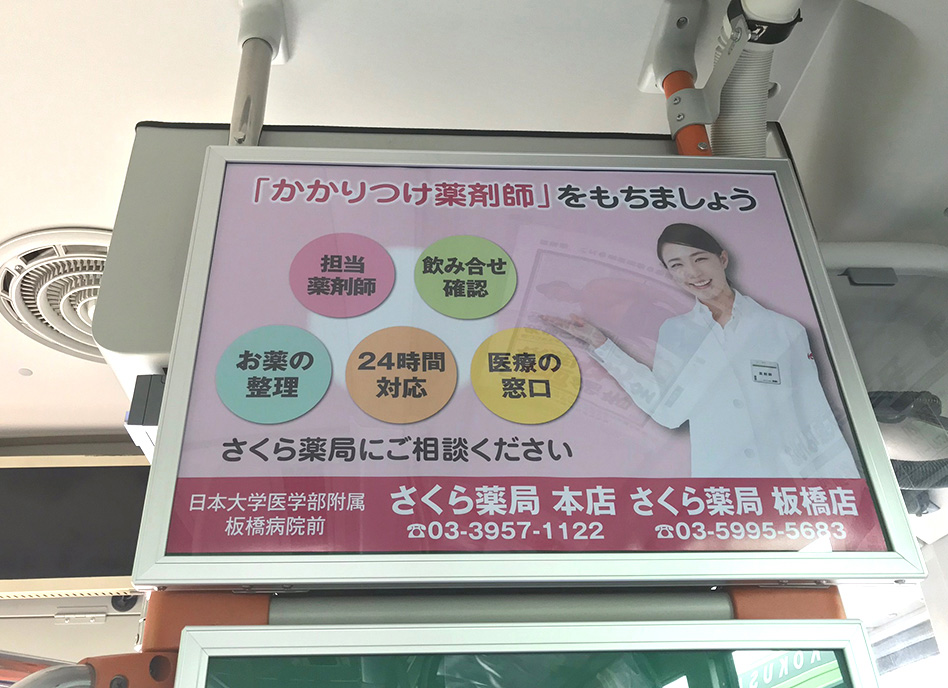 「かかりつけ薬剤師」をもちましょう
担当
薬剤師
飲み合せ
確認
お薬の
整理
24時間
対応
医療の
窓口
さくら薬局にご相談ください
日本大学医学部附属
板橋病院前
さくら薬局 本店
☎03-3957-1122
さくら薬局 板橋店
☎03-5995-5683